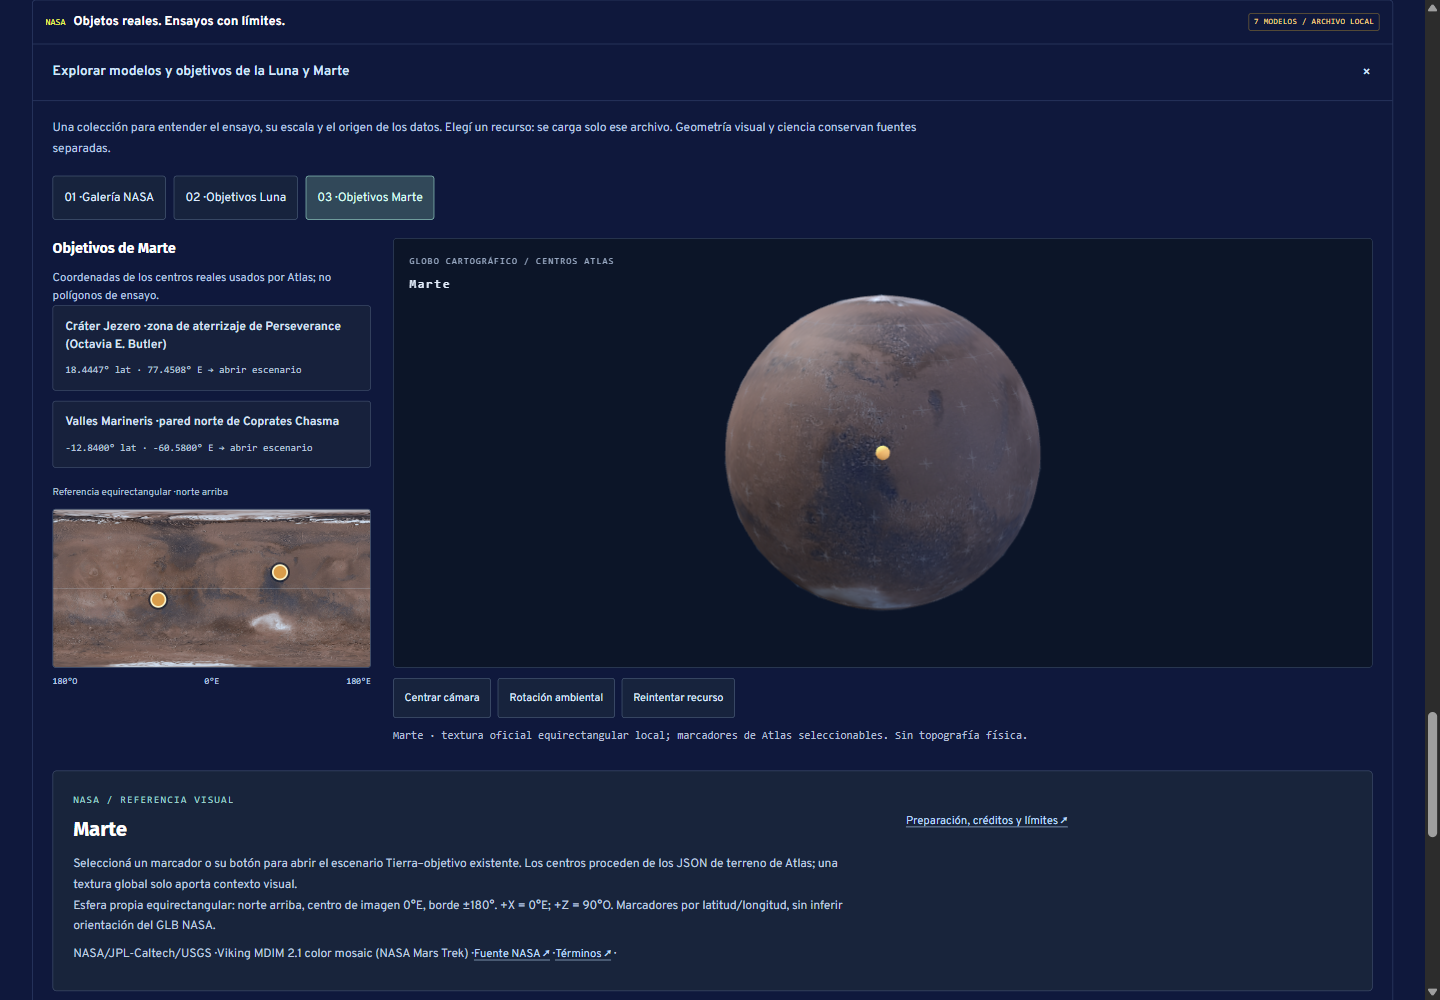 NASA Objetos reales. Ensayos con límites.
7 MODELOS / ARCHIVO LOCAL
Explorar modelos y objetivos de la Luna y Marte
×
Una colección para entender el ensayo, su escala y el origen de los datos. Elegí un recurso: se carga solo ese archivo. Geometría visual y ciencia conservan fuentes
separadas.
01 ·Galería NASA
02 ·Objetivos Luna
03 ·Objetivos Marte
Objetivos de Marte
Coordenadas de los centros reales usados por Atlas; no
polígonos de ensayo.
Cráter Jezero ·zona de aterrizaje de Perseverance
(Octavia E. Butler)
18.4447° lat · 77.4508° E → abrir escenario
Valles Marineris ·pared norte de Coprates Chasma
-12.8400° lat · -60.5800° E → abrir escenario
Referencia equirectangular ·norte arriba
180°O
0°E
180°E
GLOBO CARTOGRÁFICO / CENTROS ATLAS
Marte
Centrar cámara
Rotación ambiental
Reintentar recurso
Marte · textura oficial equirectangular local; marcadores de Atlas seleccionables. Sin topografía física.
NASA / REFERENCIA VISUAL
Marte
Seleccioná un marcador o su botón para abrir el escenario Tierra–objetivo existente. Los centros proceden de los JSON de terreno de Atlas; una
textura global solo aporta contexto visual.
Esfera propia equirectangular: norte arriba, centro de imagen 0°E, borde ±180°. +X = 0°E; +Z = 90°O. Marcadores por latitud/longitud, sin inferir
orientación del GLB NASA.
NASA/JPL-Caltech/USGS ·Viking MDIM 2.1 color mosaic (NASA Mars Trek) ·Fuente NASA↗ ·Términos↗ ·
Preparación, créditos y límites↗